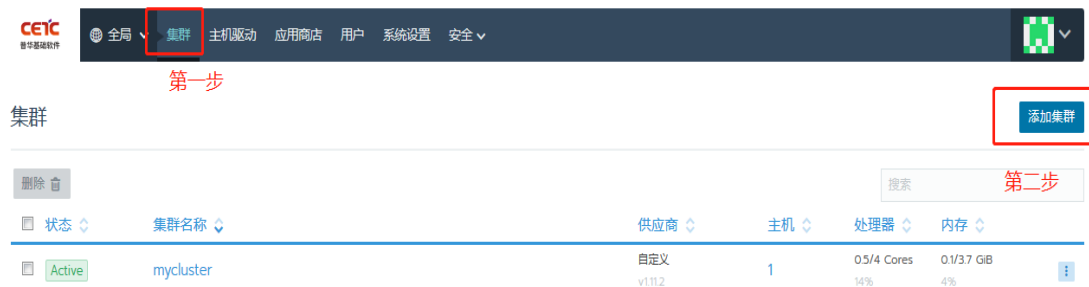 CETC
普华基础软件
全局 集群 主机驱动 应用商店 用户 系统设置 安全
第一步
集群
添加集群
删除
搜索
第二步
状态 集群名称 供应商 主机 处理器 内存
Active mycluster 自定义 1 0.5/4 Cores 0.1/3.7 GiB
v1.11.2 14% 4%